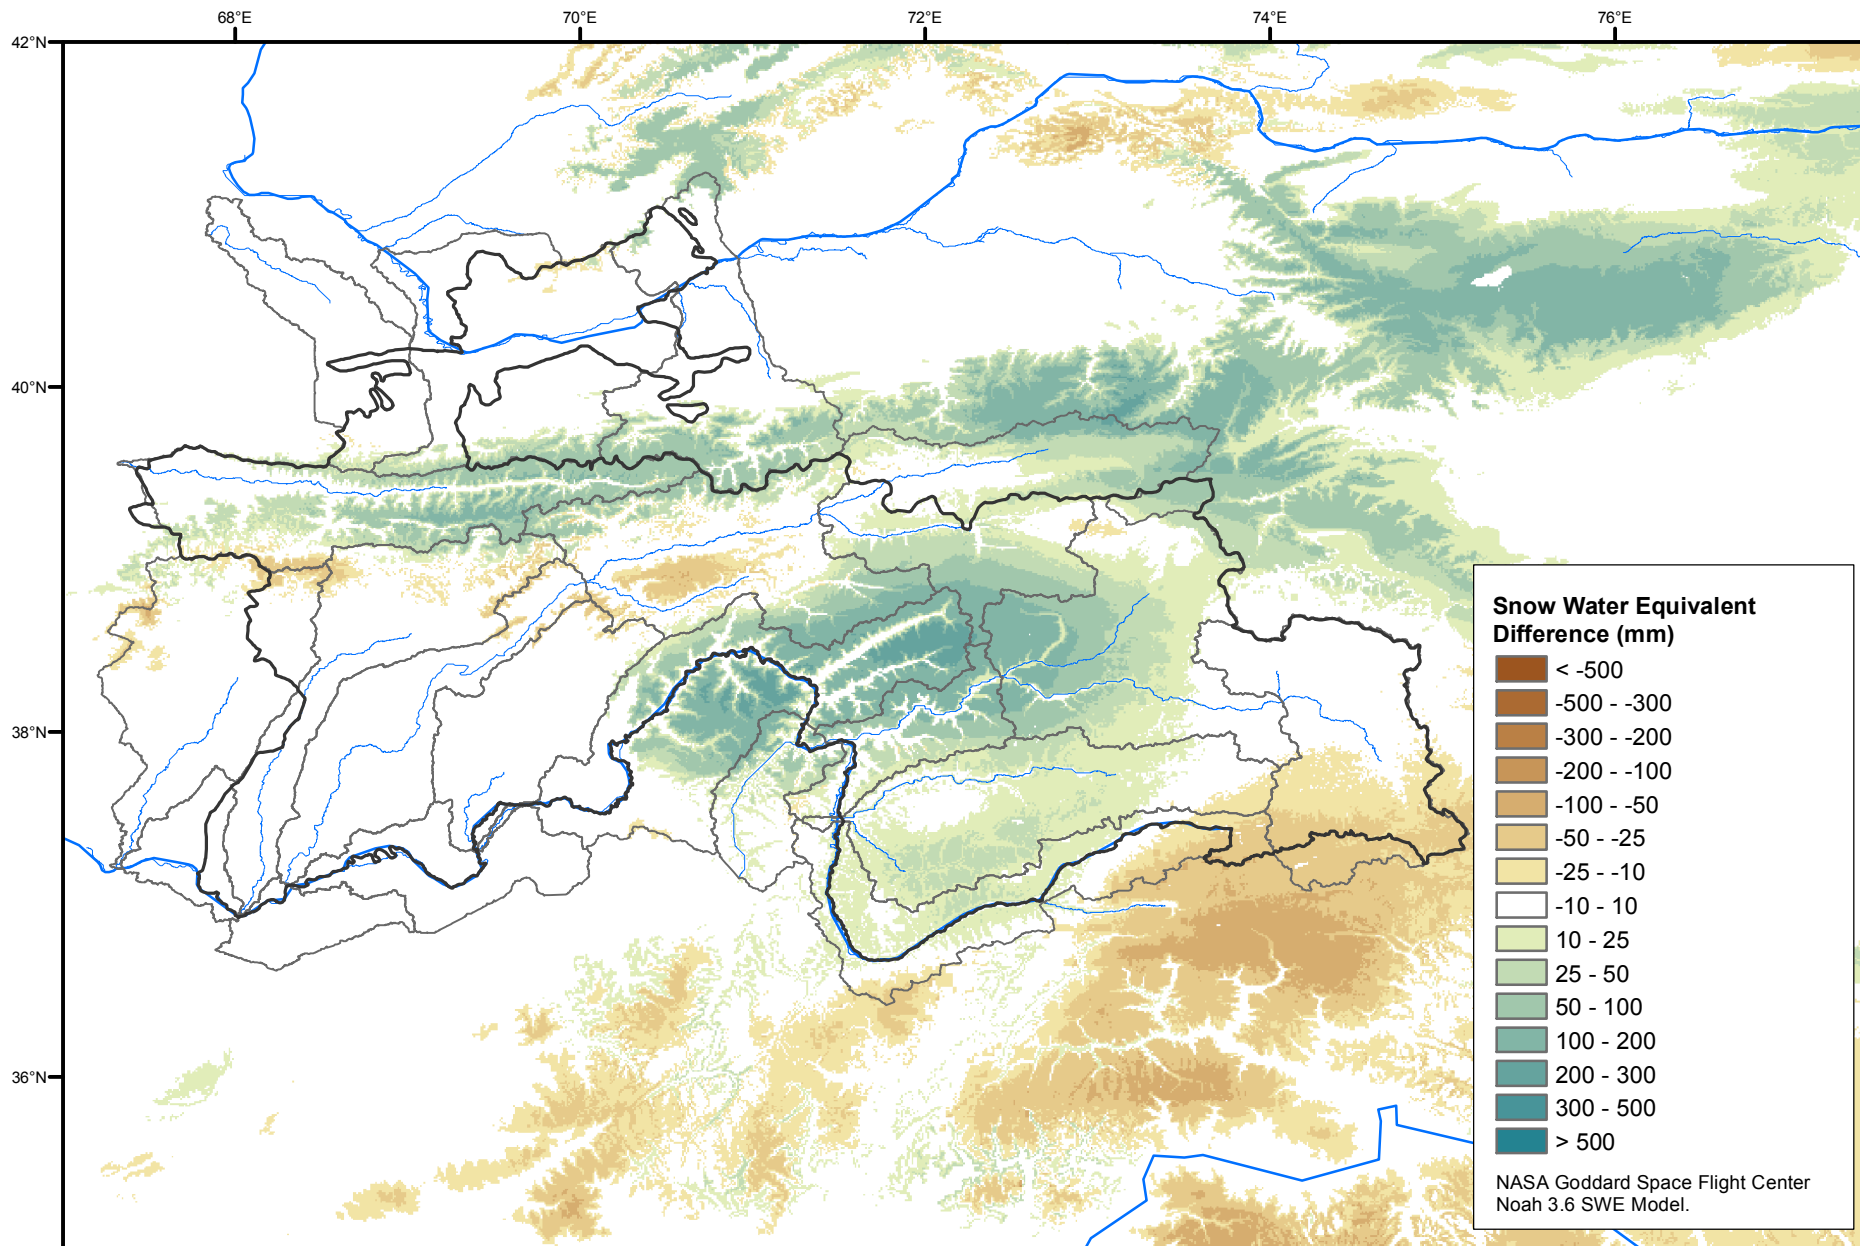 68°E 70°E 72°E 74°E 76°E
42°N
40°N
38°N
36°N
Snow Water Equivalent
Difference (mm)
< -500
-500 - -300
-300 - -200
-200 - -100
-100 - -50
-50 - -25
-25 - -10
-10 - 10
10 - 25
25 - 50
50 - 100
100 - 200
200 - 300
300 - 500
> 500
NASA Goddard Space Flight Center
Noah 3.6 SWE Model.